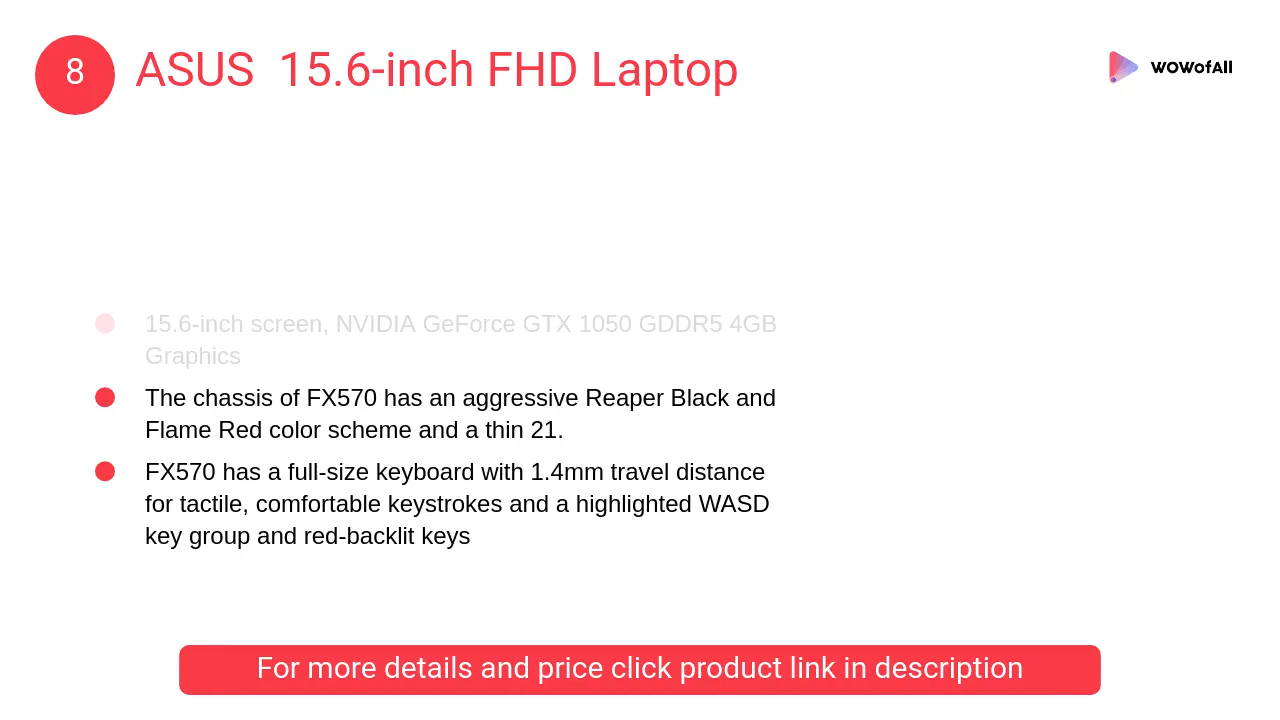 8
ASUS  15.6-inch FHD Laptop
WOWofAll
15.6-inch screen, NVIDIA GeForce GTX 1050 GDDR5 4GB
Graphics
The chassis of FX570 has an aggressive Reaper Black and
Flame Red color scheme and a thin 21.
FX570 has a full-size keyboard with 1.4mm travel distance
for tactile, comfortable keystrokes and a highlighted WASD
key group and red-backlit keys
For more details and price click product link in description